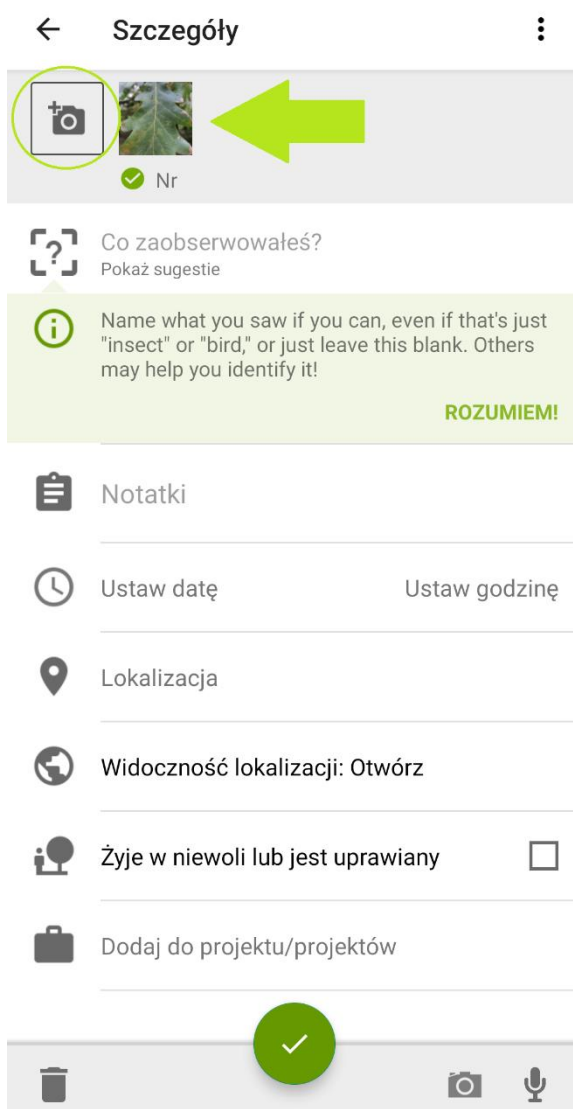 Szczegóły
Nr
Co zaobserwowałeś?
Pokaż sugestie
Name what you saw if you can, even if that's just
"insect" or "bird," or just leave this blank. Others
may help you identify it!
ROZUMIEM!
Notatki
Ustaw datę Ustaw godzinę
Lokalizacja
Widoczność lokalizacji: Otwórz
Żyje w niewoli lub jest uprawiany
Dodaj do projektu/projektów